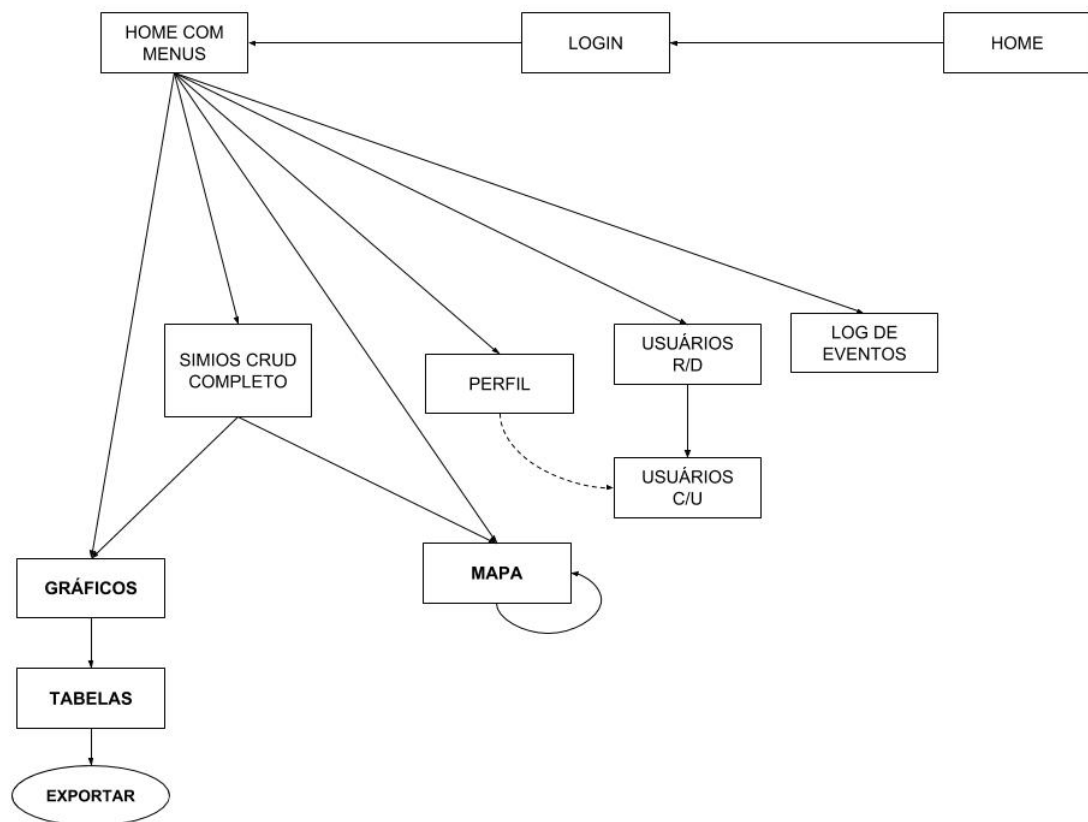 HOME COM
MENUS
LOGIN
HOME
SIMIOS CRUD
COMPLETO
PERFIL
USUÁRIOS
R/D
LOG DE
EVENTOS
USUÁRIOS
C/U
MAPA
GRÁFICOS
TABELAS
EXPORTAR